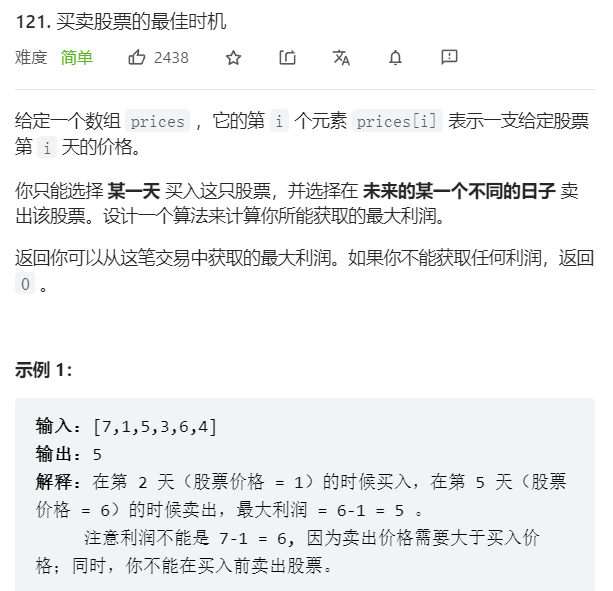 121. 买卖股票的最佳时机
难度 简单 2438
给定一个数组 prices ，它的第 i 个元素 prices[i] 表示一支给定股票
第 i 天的价格。
你只能选择 某一天 买入这只股票，并选择在 未来的某一个不同的日子 卖
出该股票。设计一个算法来计算你所能获取的最大利润。
返回你可以从这笔交易中获取的最大利润。如果你不能获取任何利润，返回
0 。
示例 1：
输入：[7,1,5,3,6,4]
输出：5
解释：在第 2 天（股票价格 = 1）的时候买入，在第 5 天（股票
价格 = 6）的时候卖出，最大利润 = 6-1 = 5 。
注意利润不能是 7-1 = 6, 因为卖出价格需要大于买入价
格；同时，你不能在买入前卖出股票。